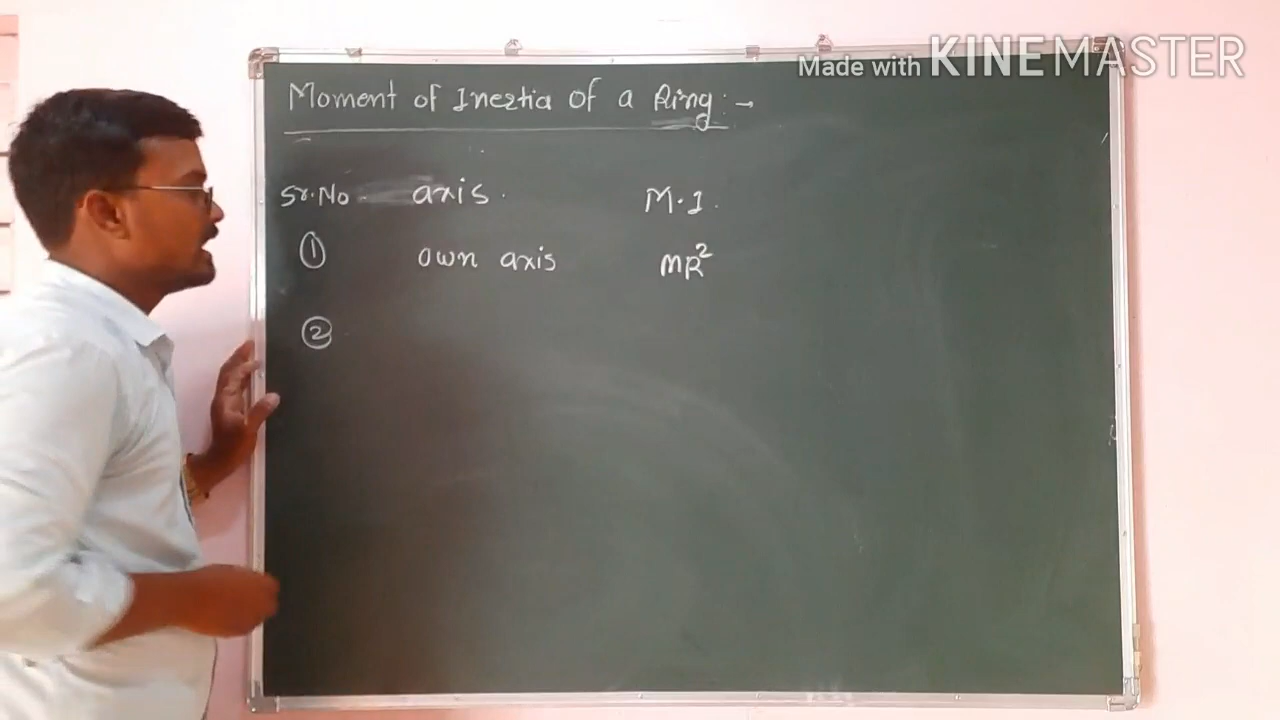 Made with KINEMASTER
Moment of Inertia of a Ring :→
Sr.No. axis. M.I.
① own axis MR²
②